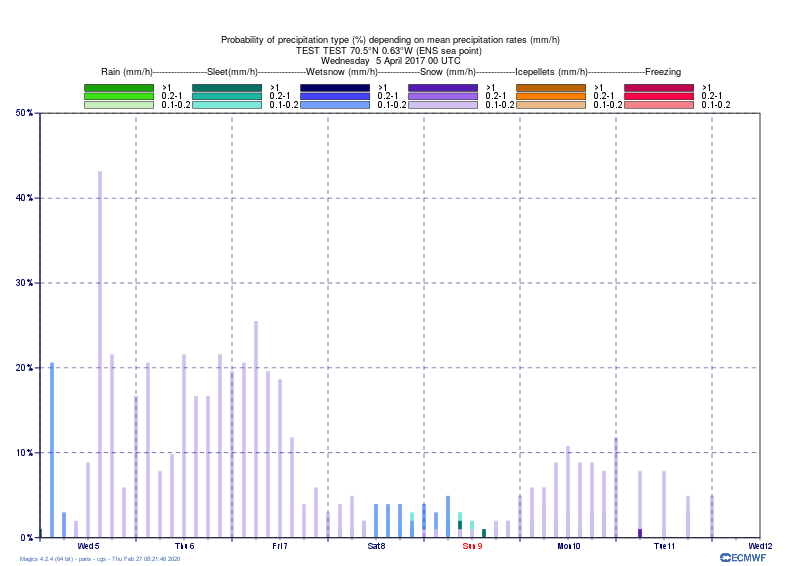 Probability of precipitation type (%) depending on mean precipitation rates (mm/h)
TEST TEST 70.5°N 0.63°W (ENS sea point)
Wednesday 5 April 2017 00 UTC
Rain (mm/h)---------------Sleet(mm/h)---------------Wetsnow (mm/h)---------------Snow (mm/h)---------------Icepellets (mm/h)---------------Freezing
>1 >1 >1 >1 >1 >1
0.2-1 0.2-1 0.2-1 0.2-1 0.2-1 0.2-1
0.1-0.2 0.1-0.2 0.1-0.2 0.1-0.2 0.1-0.2 0.1-0.2
50%
40%
30%
20%
10%
0%
Wed 5 Thu 6 Fri 7 Sat 8 Sun 9 Mon 10 Tue 11 Wed 12
Magics 4.2.4 (64 bit) - paris - cgs - Thu Feb 27 08:21:46 2020
ECMWF